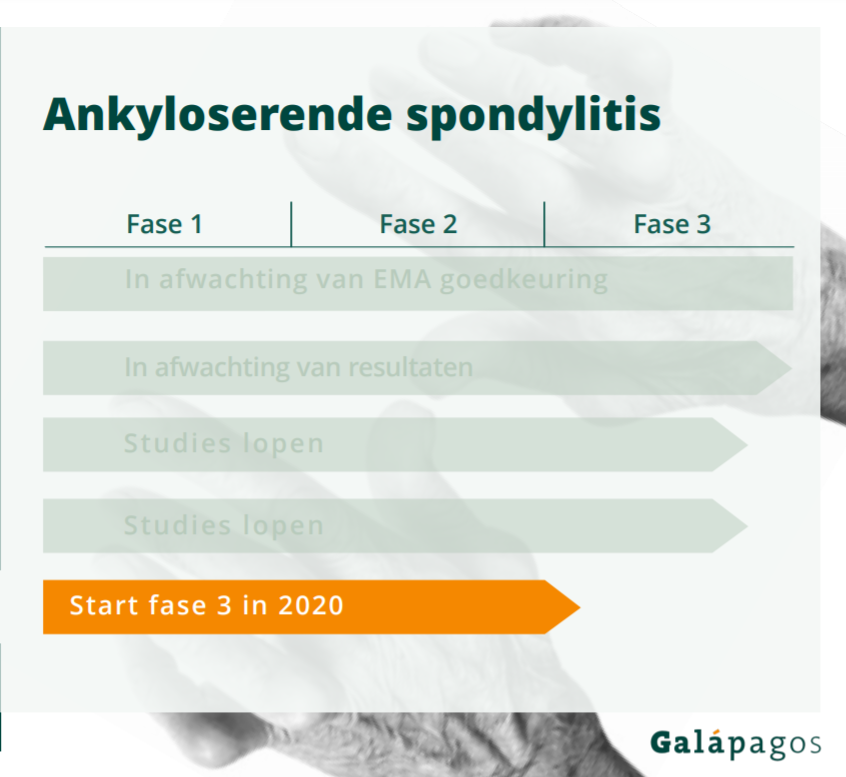 Ankyloserende spondylitis
Fase 1 Fase 2 Fase 3
In afwachting van EMA goedkeuring
In afwachting van resultaten
Studies lopen
Studies lopen
Start fase 3 in 2020
Galápagos